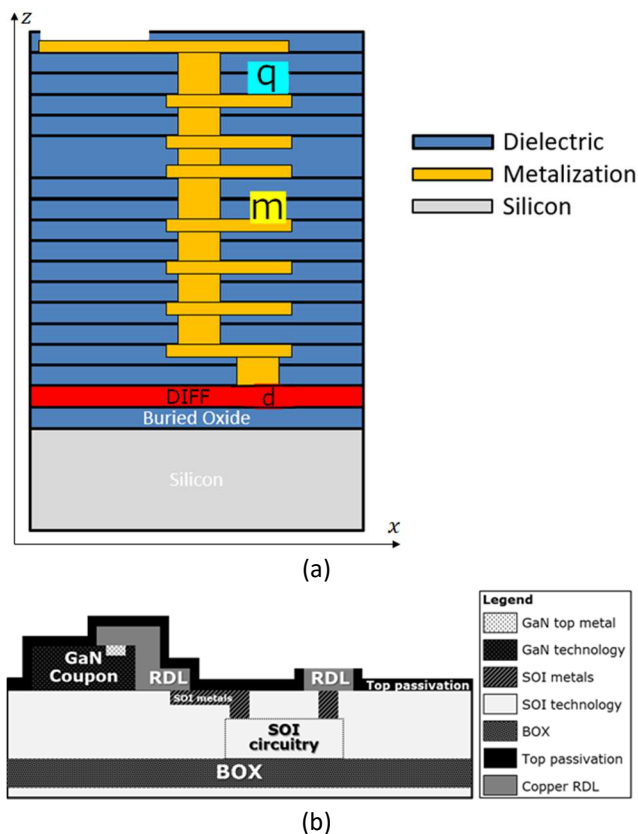 z
q
Dielectric
Metalization
Silicon
m
DIFF d
Buried Oxide
Silicon
x
(a)
Legend
GaN top metal
GaN technology
SOI metals
SOI technology
BOX
Top passivation
Copper RDL
GaN
Coupon
RDL
RDL
Top passivation
SOI metals
SOI
circuitry
BOX
(b)